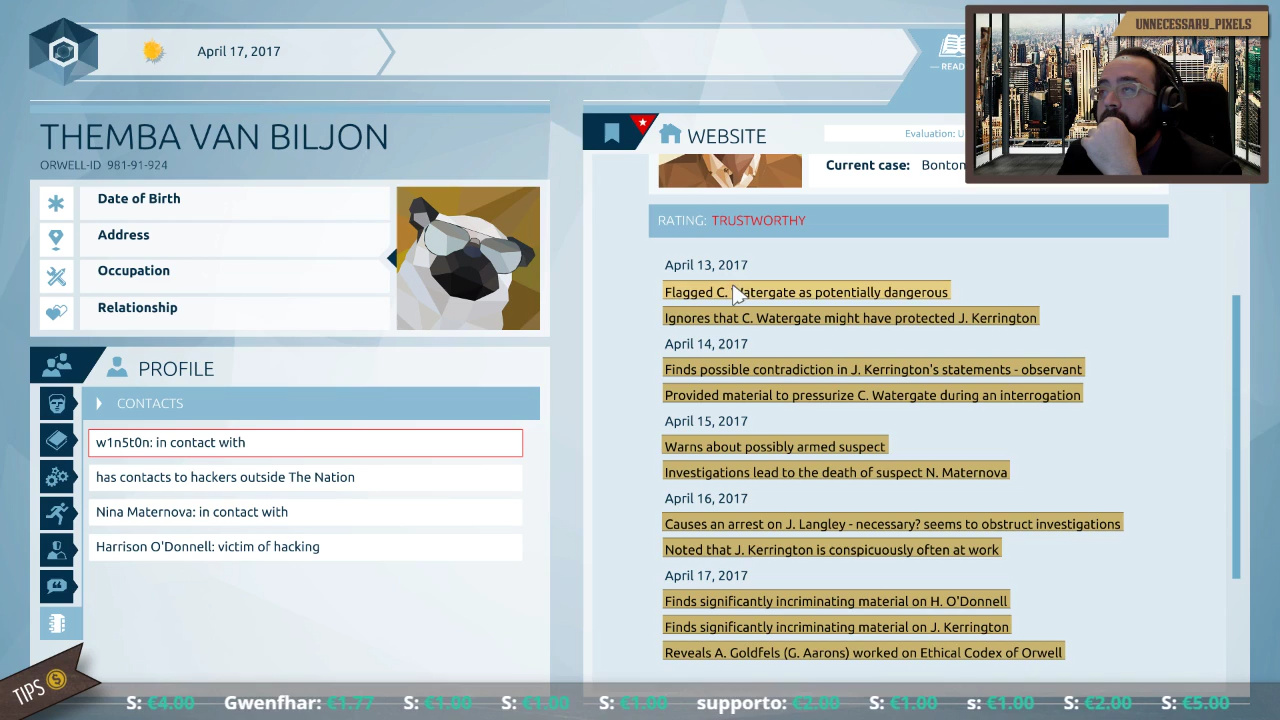 April 17, 2017
— READ
UNNECESSARY_PIXELS
THEMBA VAN BILJON
ORWELL-ID 981-91-924
Date of Birth
Address
Occupation
Relationship
PROFILE
CONTACTS
w1n5t0n: in contact with
has contacts to hackers outside The Nation
Nina Maternova: in contact with
Harrison O'Donnell: victim of hacking
WEBSITE
Evaluation: U
Current case: Bonton
RATING: TRUSTWORTHY
April 13, 2017
Flagged C. Watergate as potentially dangerous
Ignores that C. Watergate might have protected J. Kerrington
April 14, 2017
Finds possible contradiction in J. Kerrington's statements - observant
Provided material to pressurize C. Watergate during an interrogation
April 15, 2017
Warns about possibly armed suspect
Investigations lead to the death of suspect N. Maternova
April 16, 2017
Causes an arrest on J. Langley - necessary? seems to obstruct investigations
Noted that J. Kerrington is conspicuously often at work
April 17, 2017
Finds significantly incriminating material on H. O'Donnell
Finds significantly incriminating material on J. Kerrington
Reveals A. Goldfels (G. Aarons) worked on Ethical Codex of Orwell
TIPS
S: €4.00 Gwenfhar: €1.77 S: €1.00 S: €1.00 S: €1.00 supporto: €2.00 S: €1.00 s: €1.00 S: €2.00 S: €5.00